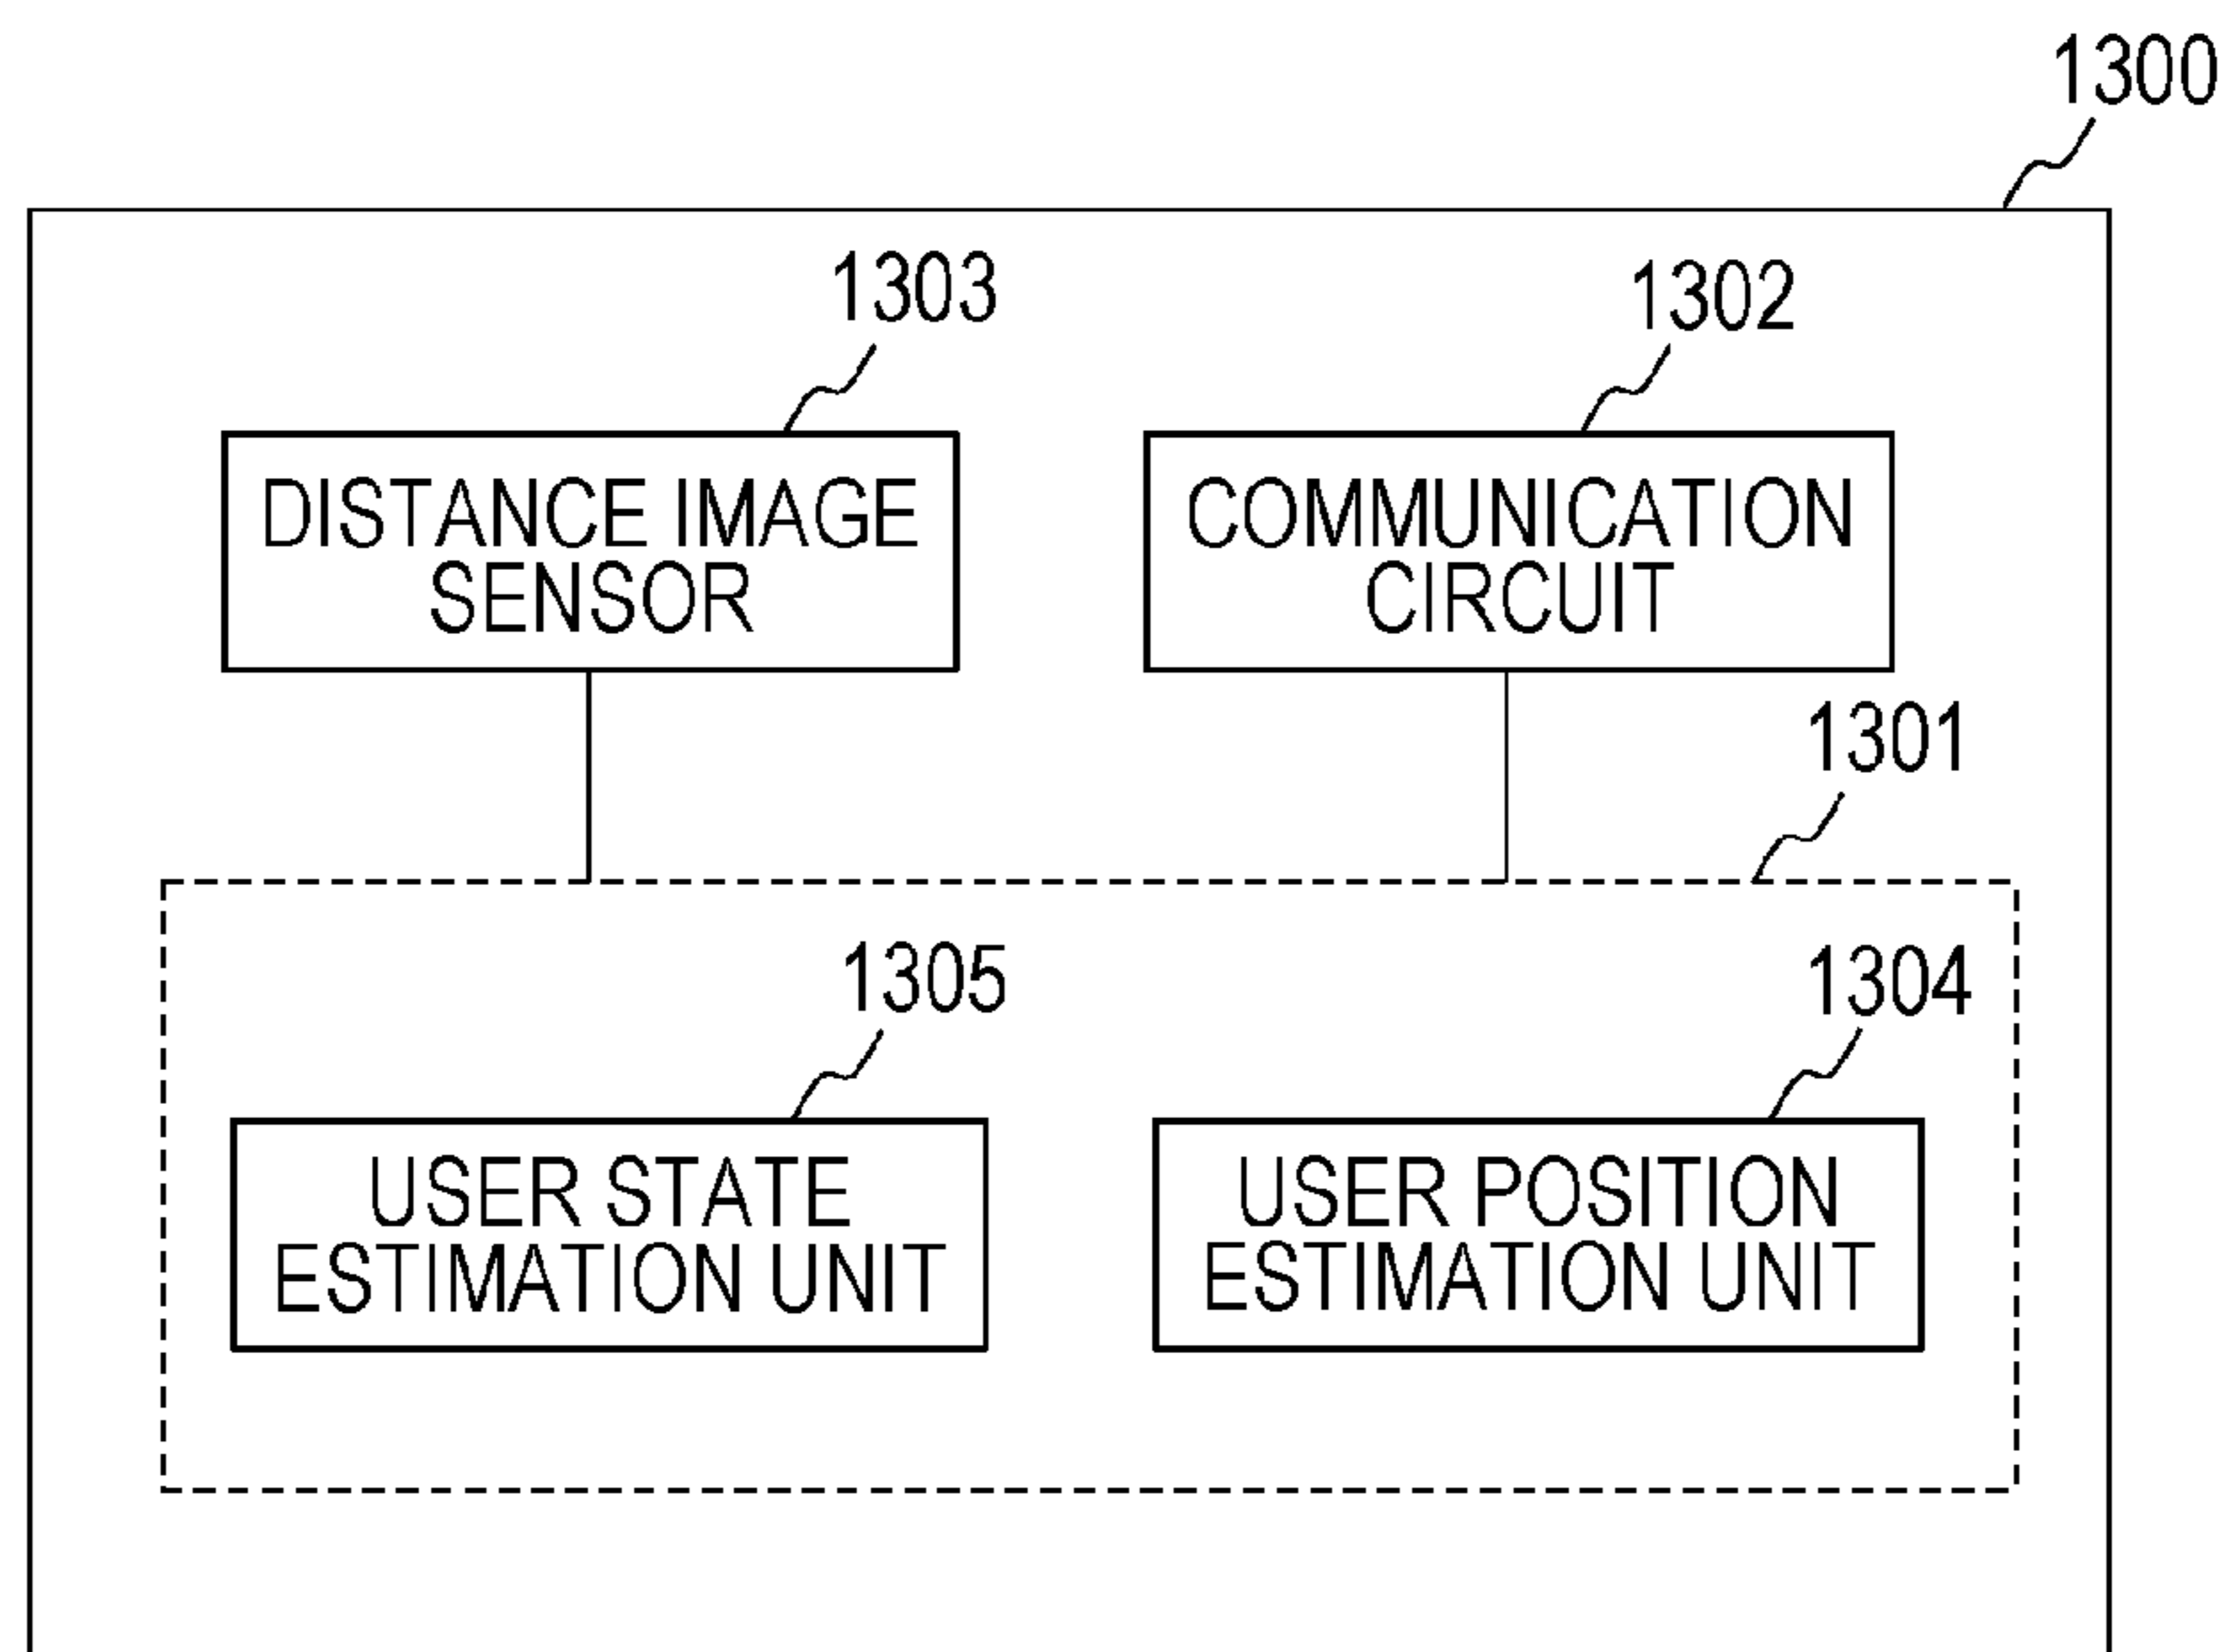 1300
1303
1302
DISTANCE IMAGE
SENSOR
COMMUNICATION
CIRCUIT
1301
1305
1304
USER STATE
ESTIMATION UNIT
USER POSITION
ESTIMATION UNIT